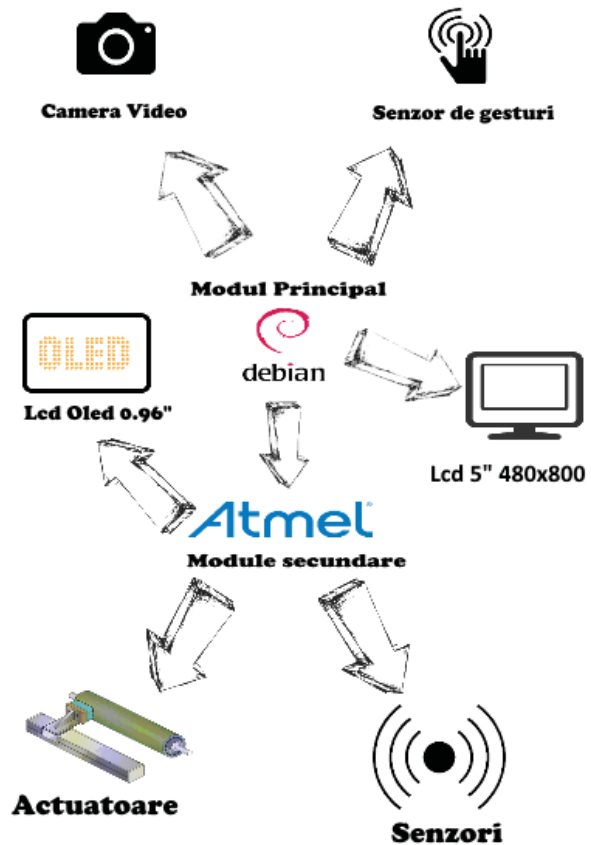 Camera Video
Senzor de gesturi
Modul Principal
OLED
debian
Lcd Oled 0.96"
Lcd 5" 480x800
Atmel
Module secundare
Actuatoare
Senzori